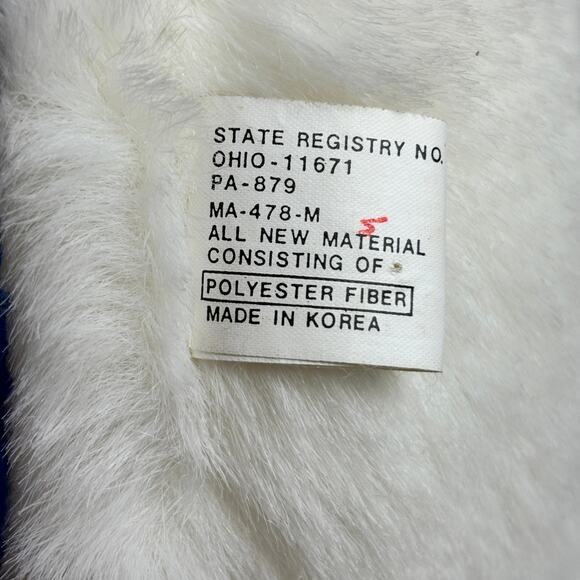 STATE REGISTRY NO.
OHIO-11671
PA-879
MA-478-M
5
ALL NEW MATERIAL
CONSISTING OF
POLYESTER FIBER
MADE IN KOREA